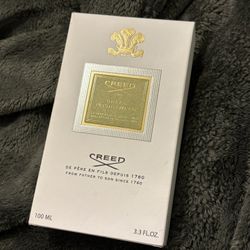 CREED
CREED
DE PÈRE EN FILS DEPUIS 1760
FROM FATHER TO SON SINCE 1760
100 ML
3.3 FL.OZ.